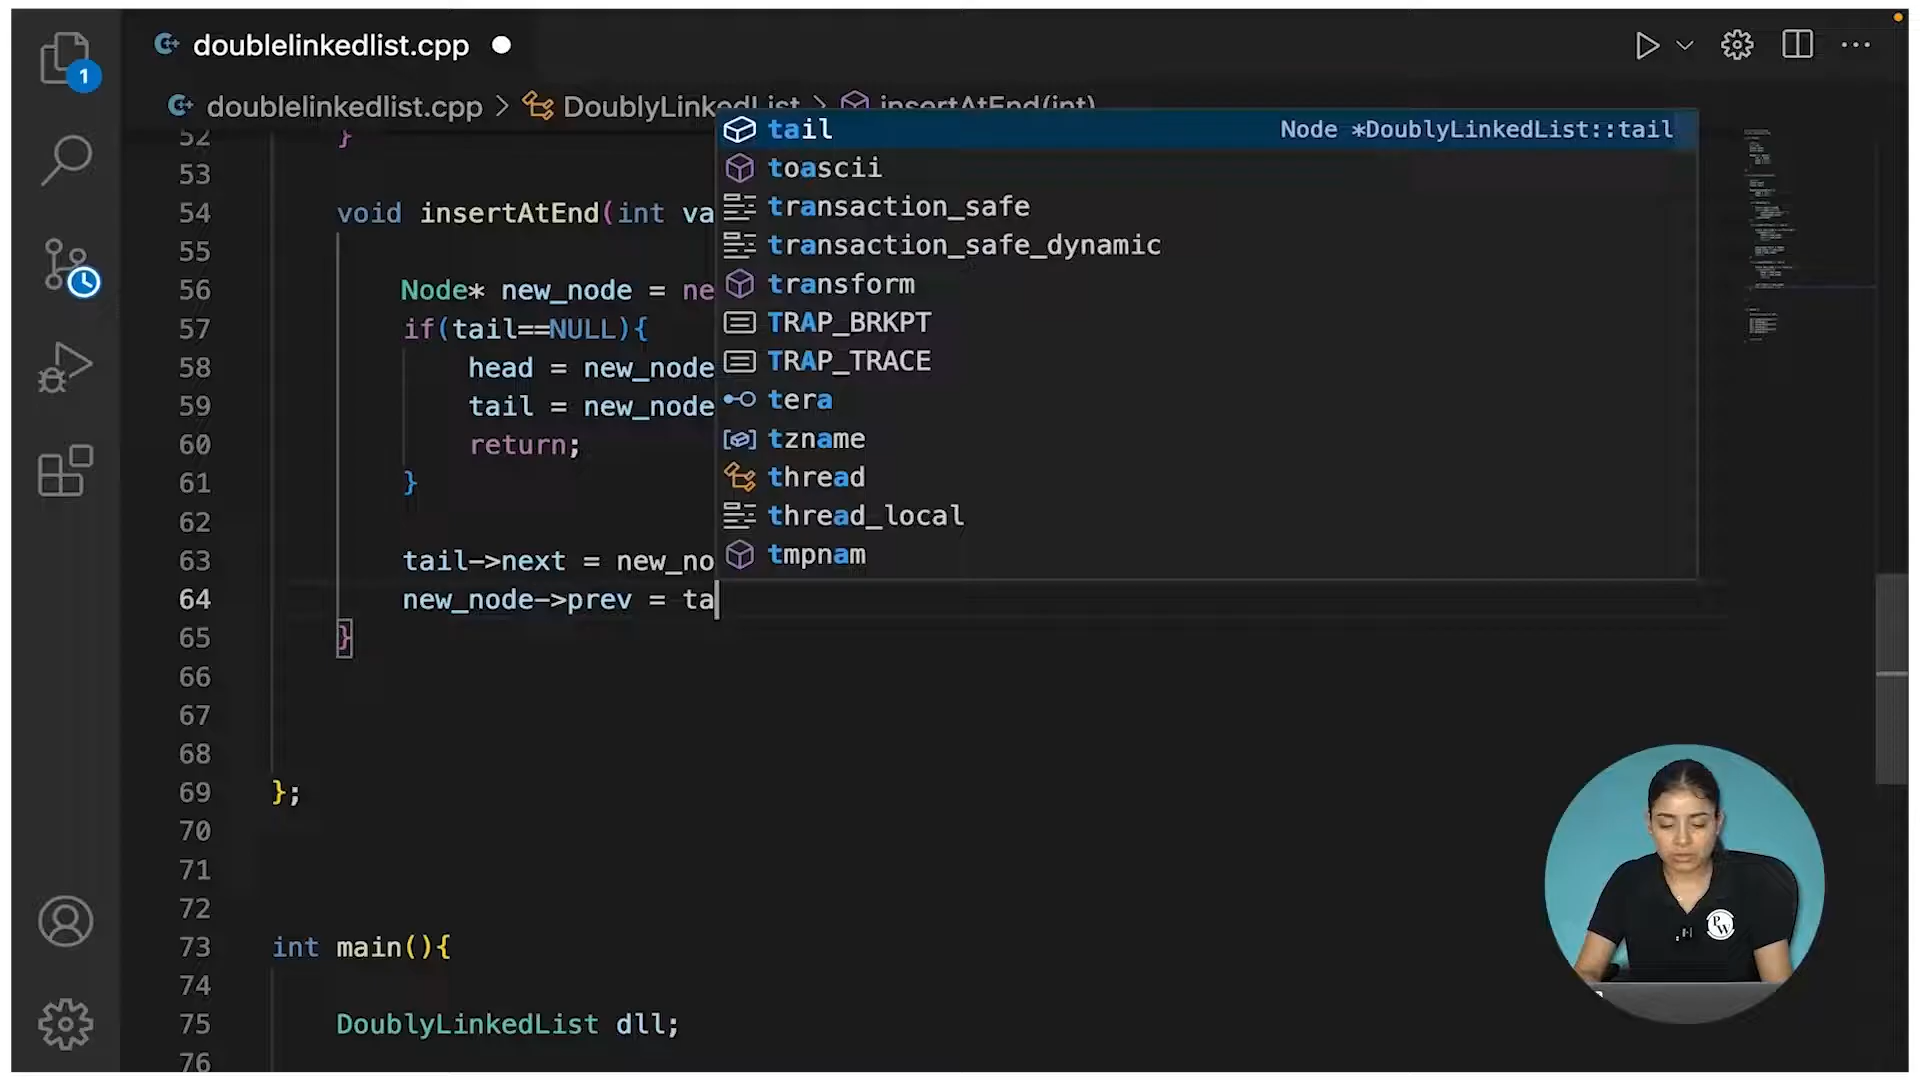 doublelinkedlist.cpp
1
doublelinkedlist.cpp > DoublyLinkedList > insertAtEnd(int)
52 }
53
54 void insertAtEnd(int va
55
56 Node* new_node = ne
57 if(tail==NULL){
58 head = new_node
59 tail = new_node
60 return;
61 }
62
63 tail->next = new_no
64 new_node->prev = ta
65 }
66
67
68
69 };
70
71
72
73 int main(){
74
75 DoublyLinkedList dll;
76
tail Node *DoublyLinkedList::tail
toascii
transaction_safe
transaction_safe_dynamic
transform
TRAP_BRKPT
TRAP_TRACE
tera
tzname
thread
thread_local
tmpnam
PW